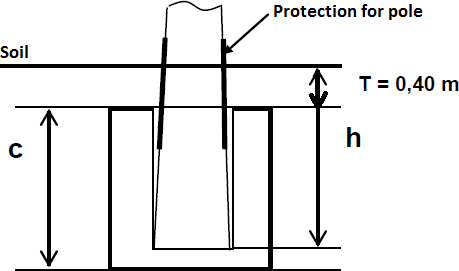 Protection for pole
Soil
T = 0,40 m
c
h